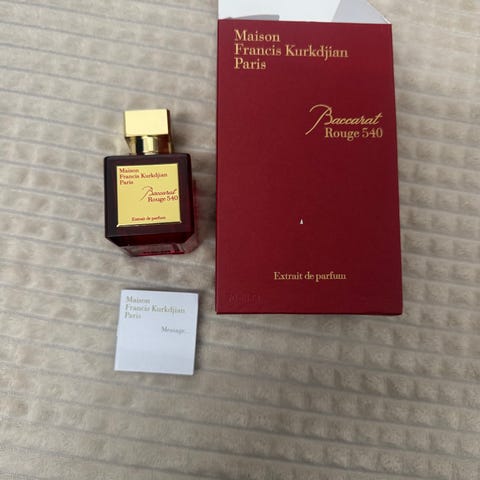 Maison
Francis Kurkdjian
Paris
Baccarat
Rouge 540
Extrait de parfum
Maison
Francis Kurkdjian
Paris
Baccarat
Rouge 540
Extrait de parfum
Maison
Francis Kurkdjian
Paris
Message...